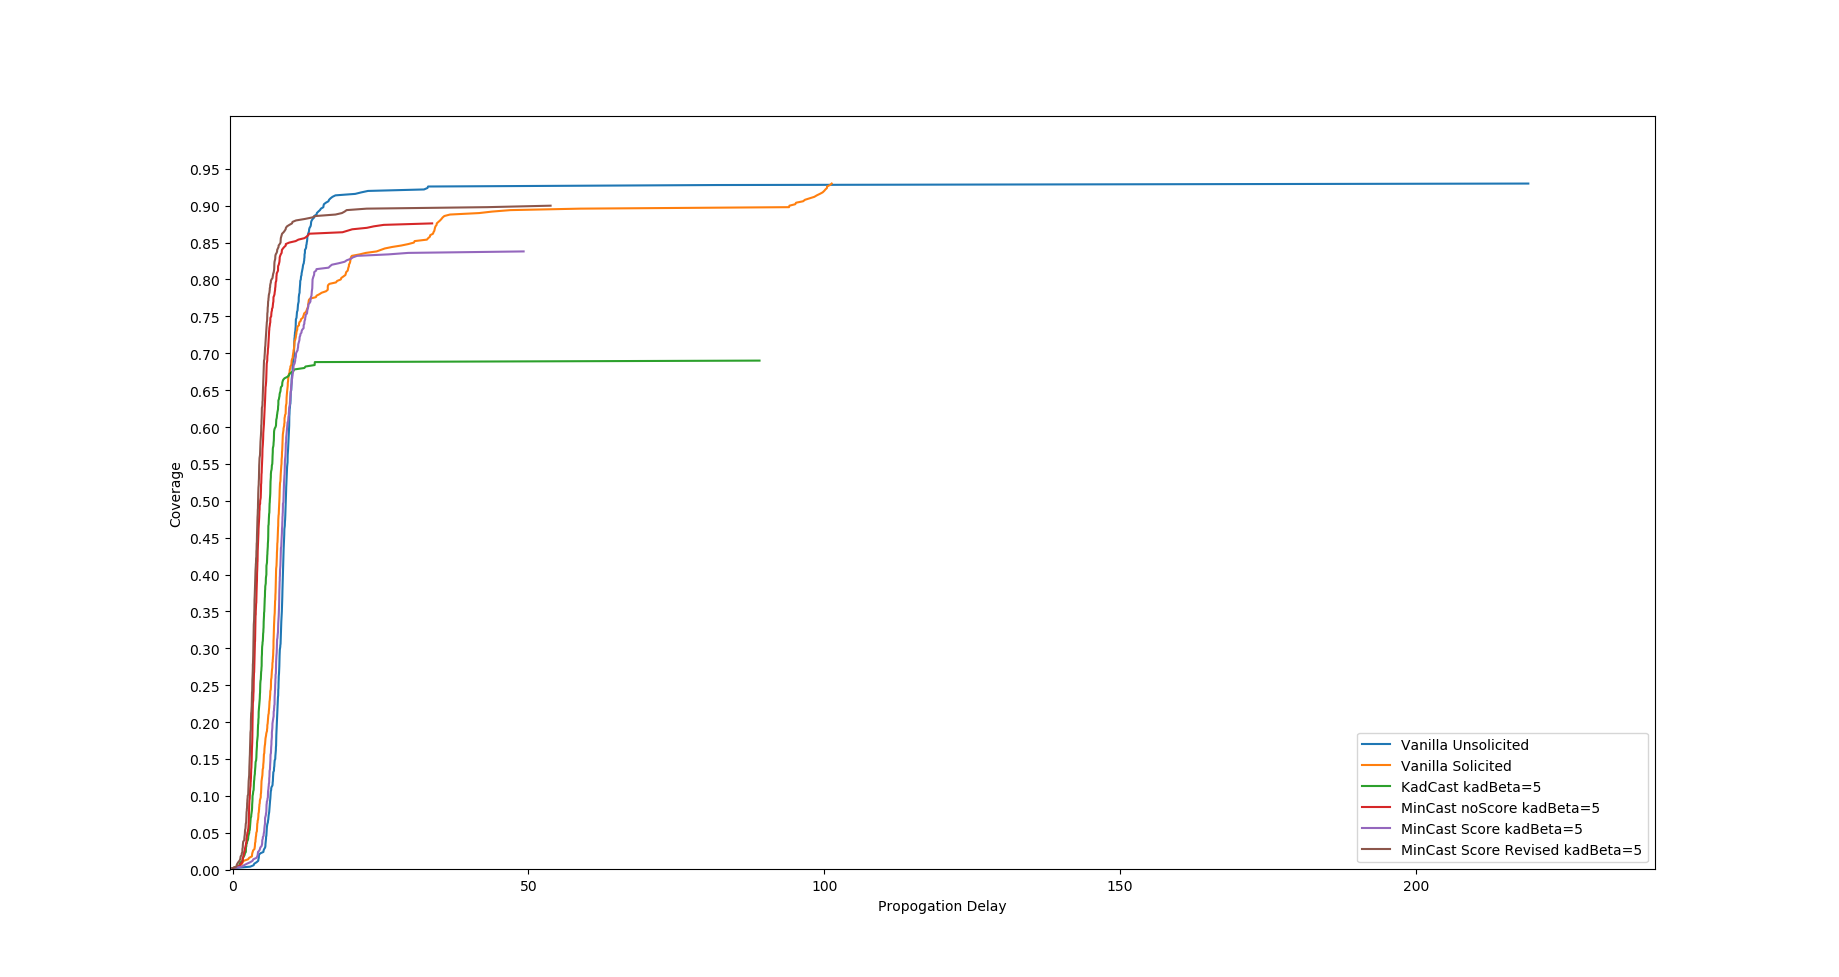 0.95
0.90
0.85
0.80
0.75
0.70
0.65
0.60
0.55
0.50
0.45
0.40
0.35
0.30
0.25
0.20
0.15
0.10
0.05
0.00
Coverage
0 50 100 150 200
Propogation Delay
Vanilla Unsolicited
Vanilla Solicited
KadCast kadBeta=5
MinCast noScore kadBeta=5
MinCast Score kadBeta=5
MinCast Score Revised kadBeta=5